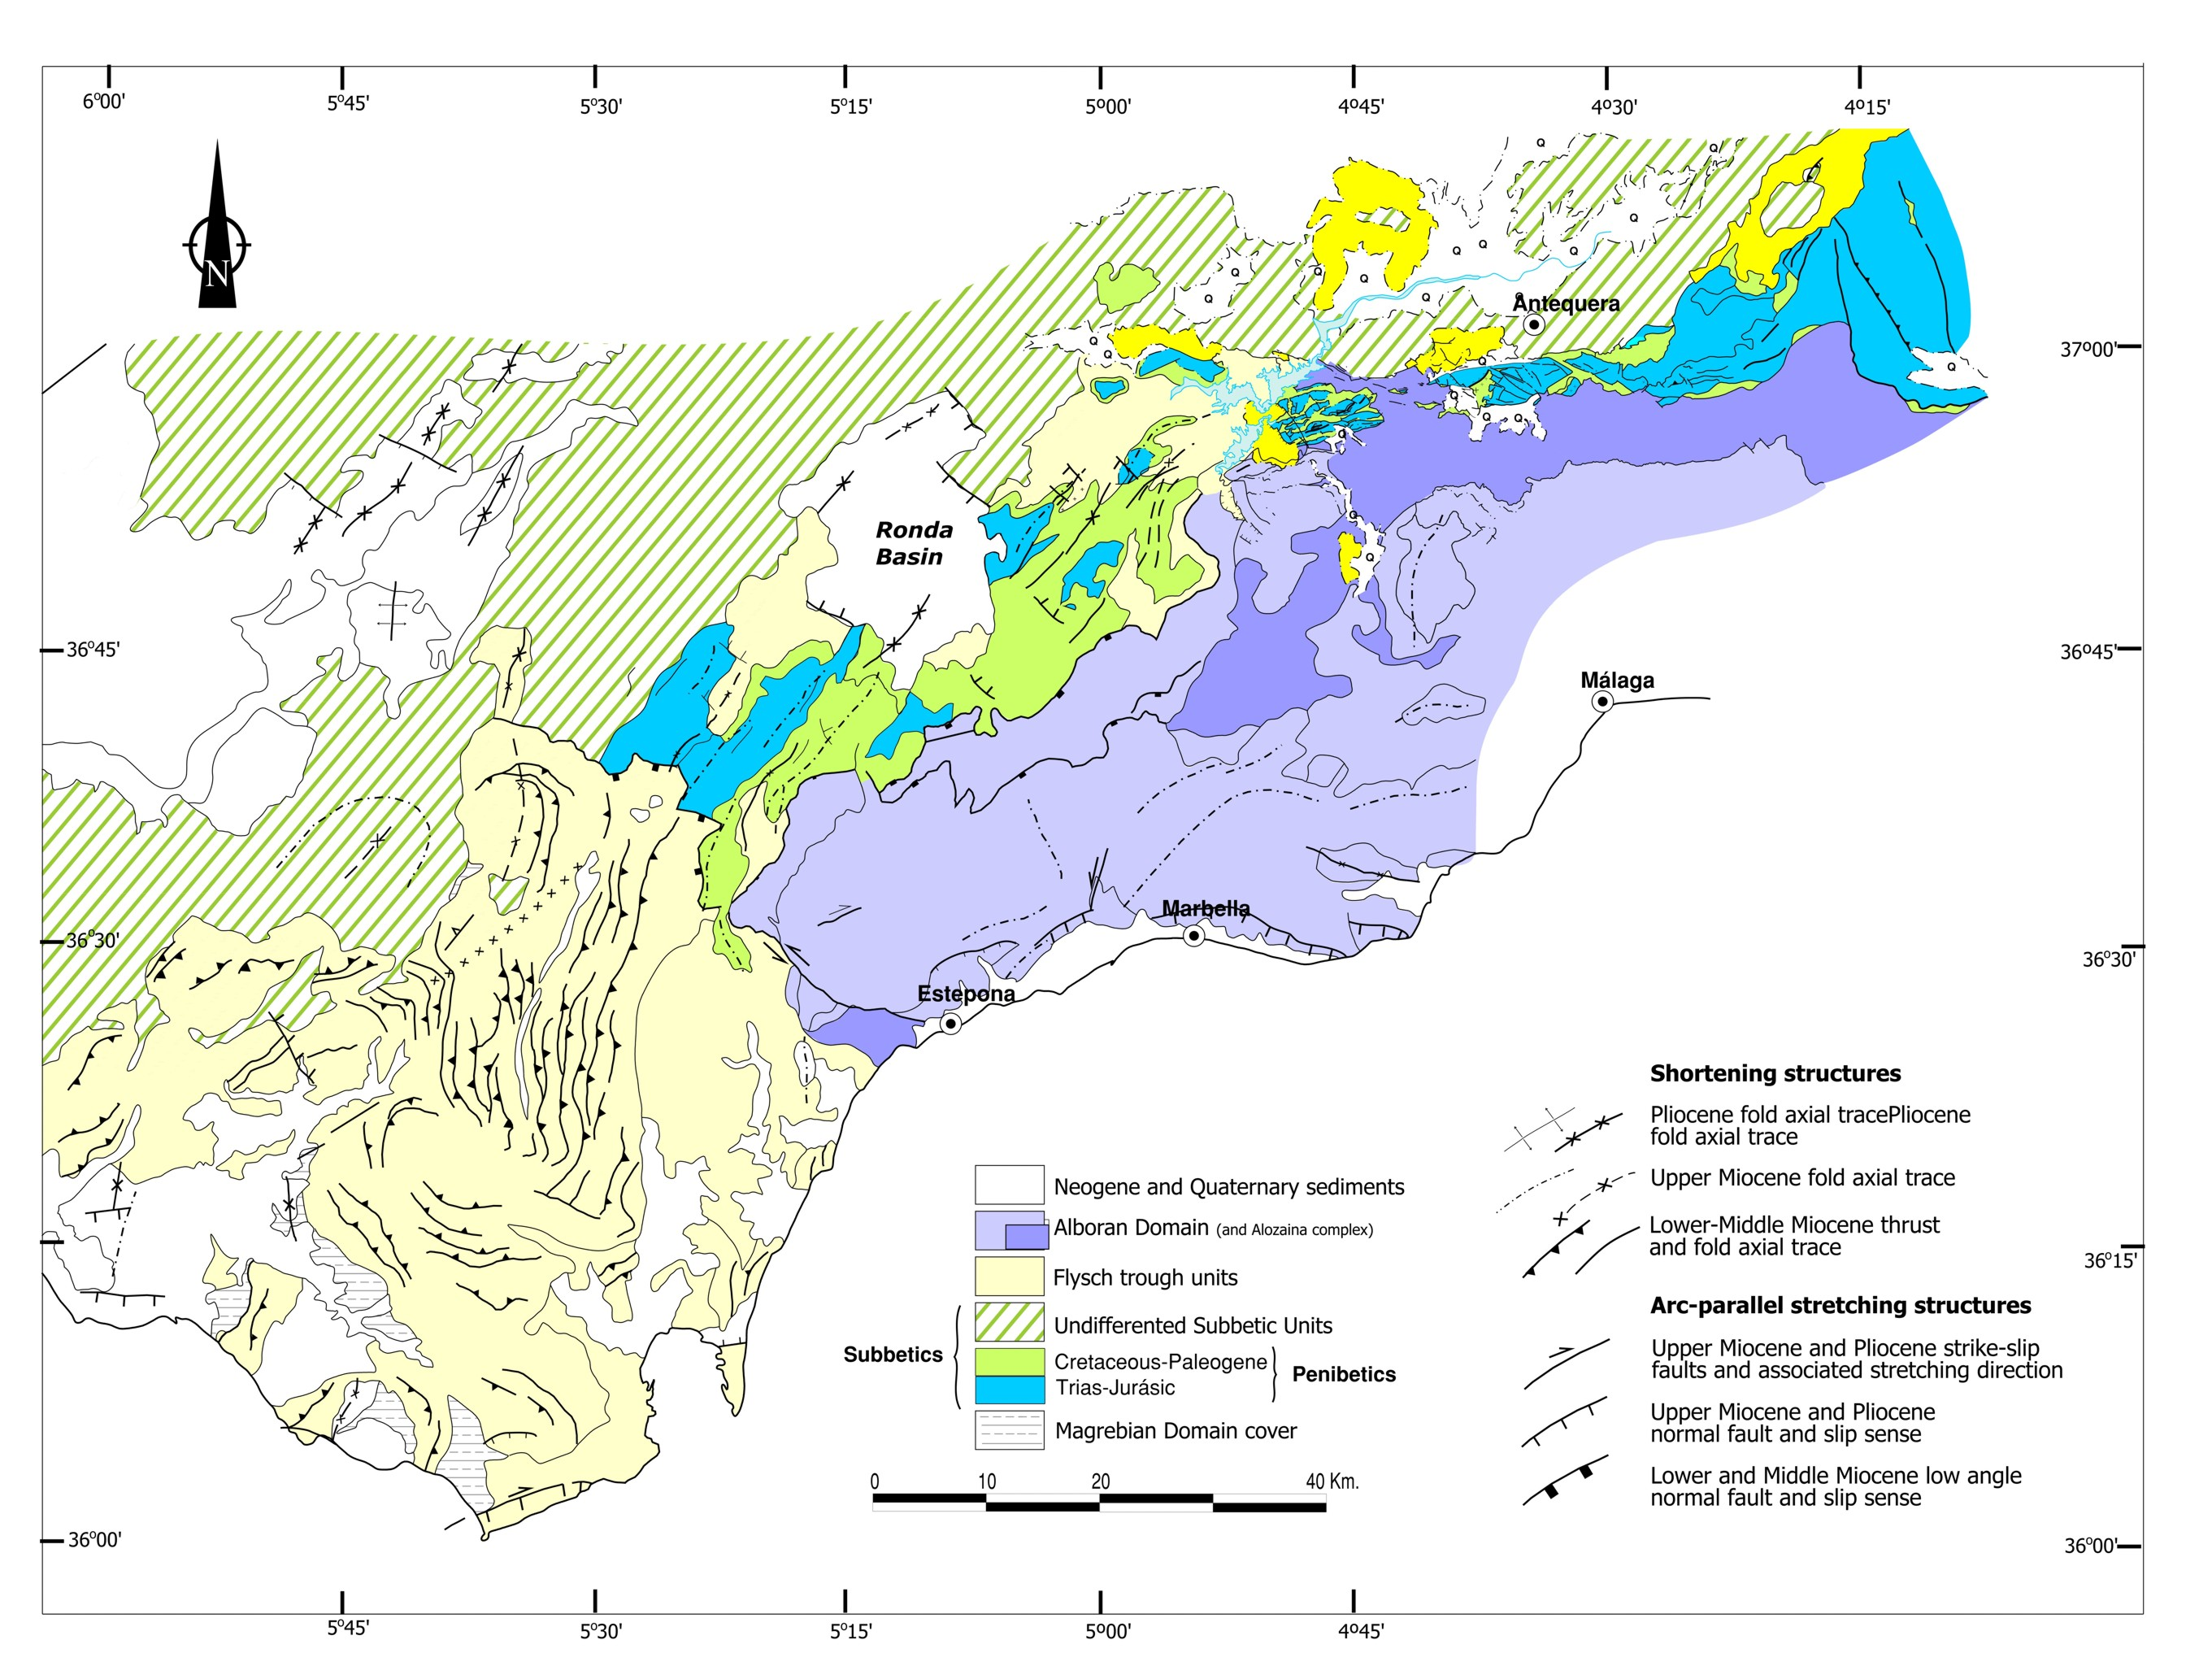 6º00'
5º45'
5º30'
5º15'
5º00'
4º45'
4º30'
4º15'
N
Q
Q
Q
Q
Q
Q
Q
Q
Q
Q
Q
Q
Antequera
Q
Q
Q
37º00'
Q
Q
Q
Q
Q
Q
Ronda
Basin
Q
36º45'
36º45'
Málaga
Marbella
36º30'
36º30'
Estepona
36º15'
Shortening structures
Pliocene fold axial tracePliocene
fold axial trace
Upper Miocene fold axial trace
Lower-Middle Miocene thrust
and fold axial trace
Arc-parallel stretching structures
Upper Miocene and Pliocene strike-slip
faults and associated stretching direction
Upper Miocene and Pliocene
normal fault and slip sense
Lower and Middle Miocene low angle
normal fault and slip sense
Neogene and Quaternary sediments
Alboran Domain (and Alozaina complex)
Flysch trough units
Undifferented Subbetic Units
Subbetics
Cretaceous-Paleogene
Trias-Jurásic
Penibetics
Magrebian Domain cover
0 10 20 40 Km.
36º00'
36º00'
5º45'
5º30'
5º15'
5º00'
4º45'